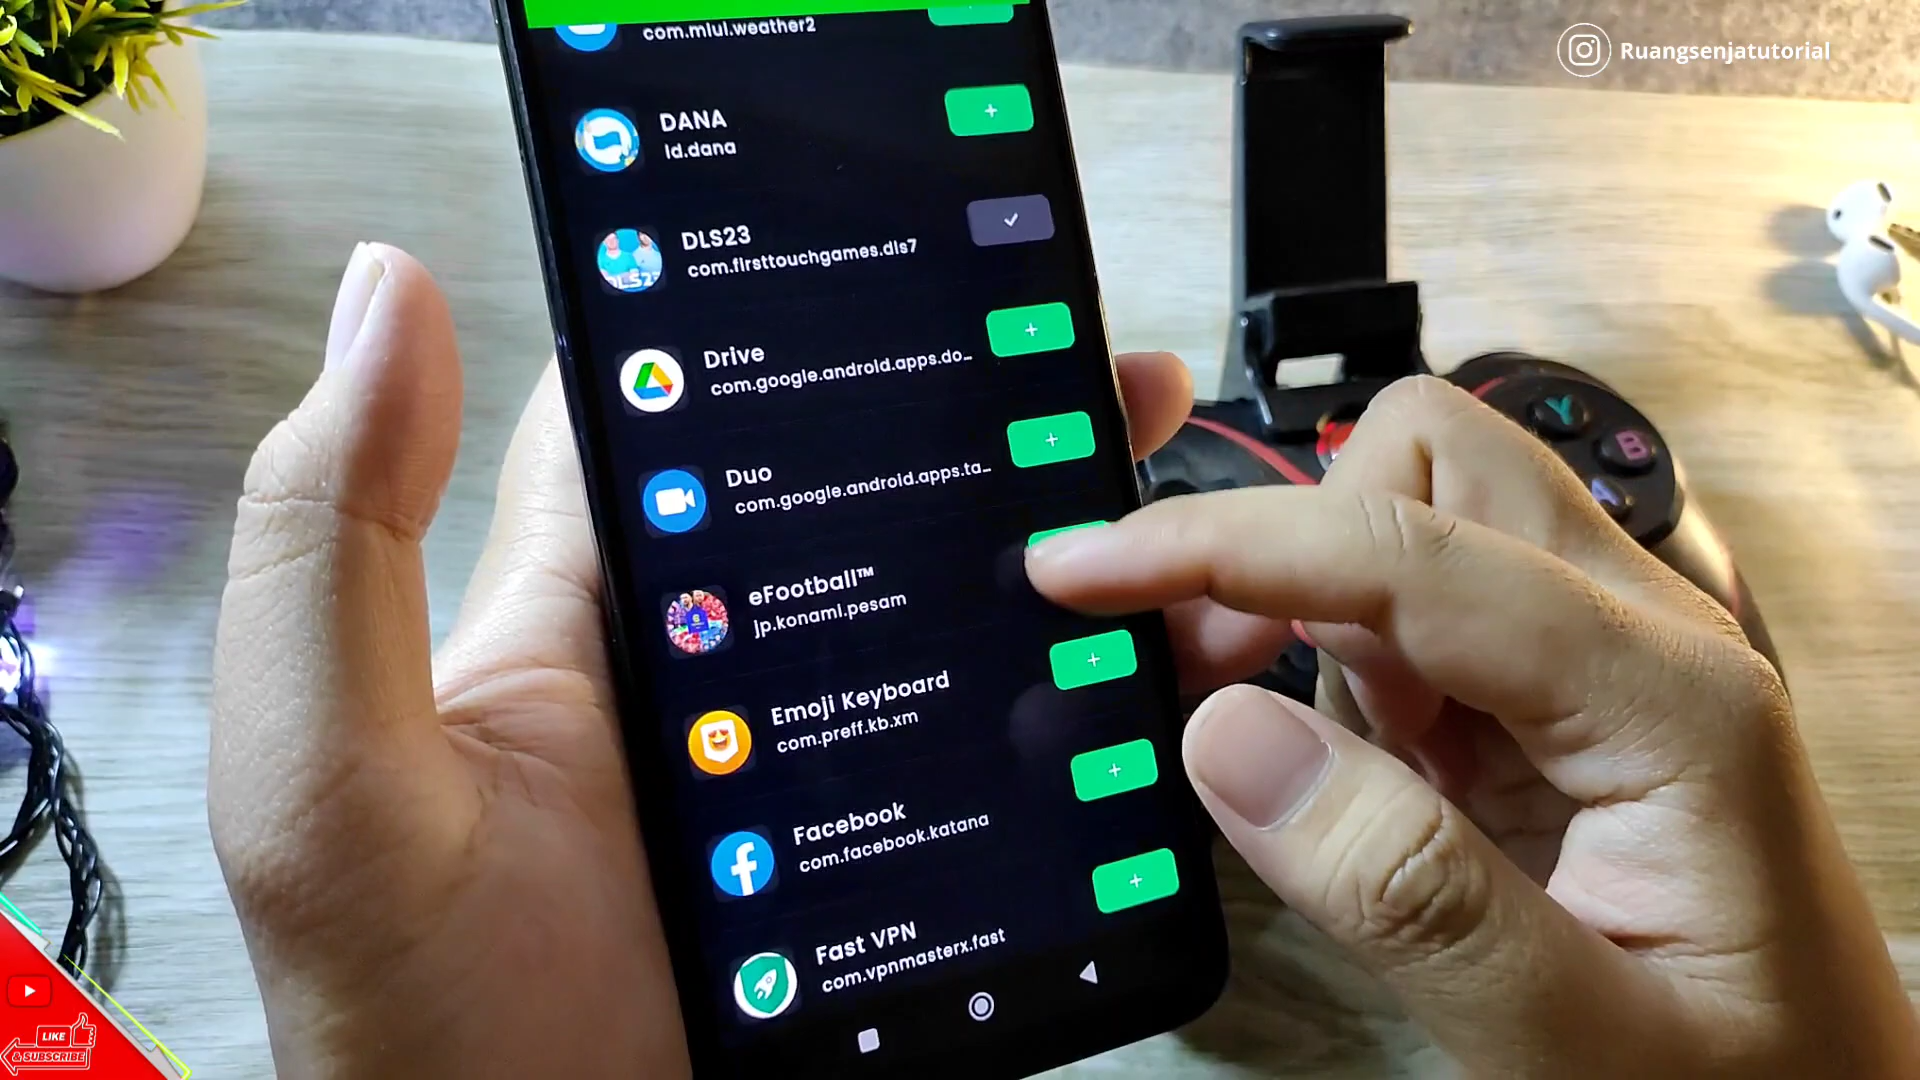 com.miui.weather2
Ruangsenjatutorial
DANA
id.dana
DLS23
com.firsttouchgames.dls7
Drive
com.google.android.apps.do...
Duo
com.google.android.apps.ta...
eFootball™
jp.konami.pesam
Emoji Keyboard
com.preff.kb.xm
Facebook
com.facebook.katana
Fast VPN
com.vpnmasterx.fast
Y
B
A
LIKE
& SUBSCRIBE